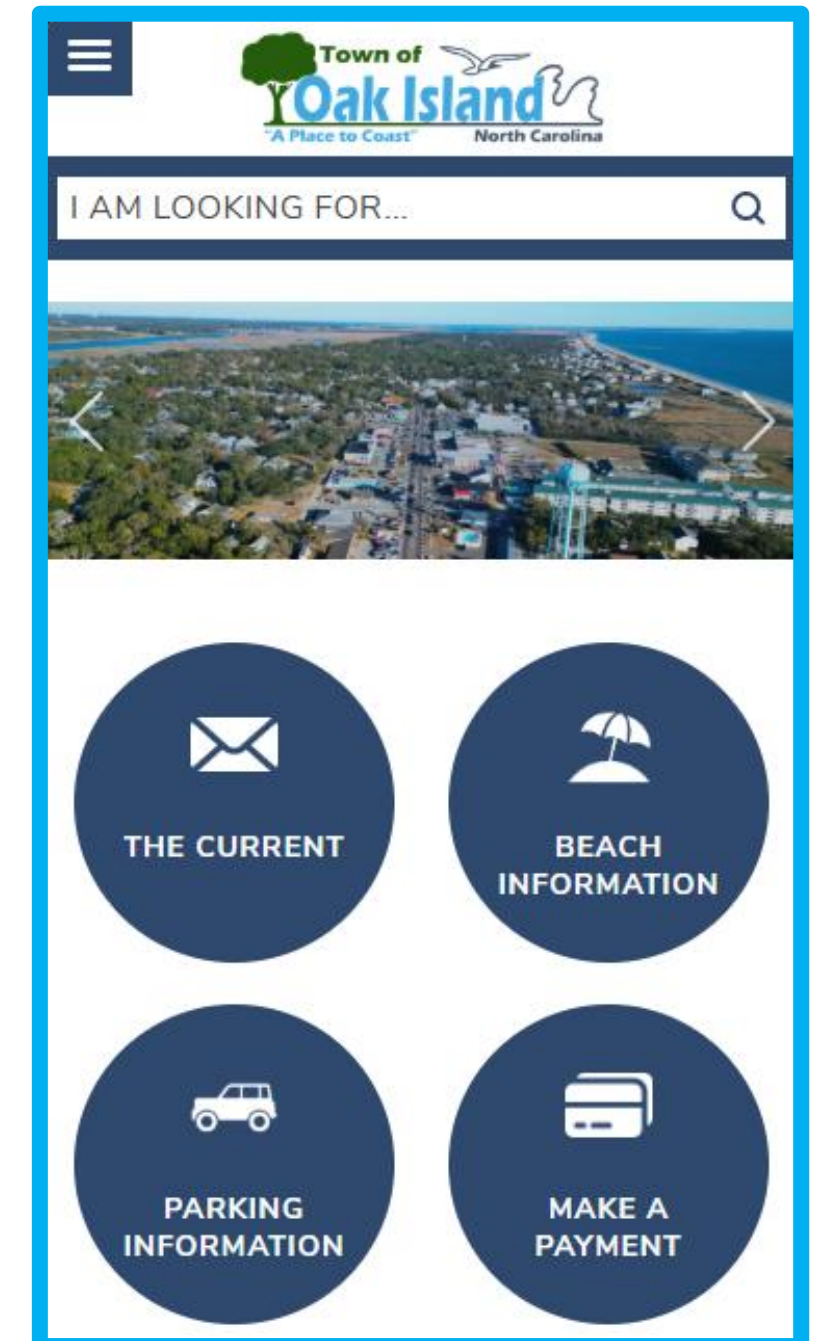 Town of
Oak Island
"A Place to Coast" North Carolina
I AM LOOKING FOR...
THE CURRENT
BEACH
INFORMATION
PARKING
INFORMATION
MAKE A
PAYMENT